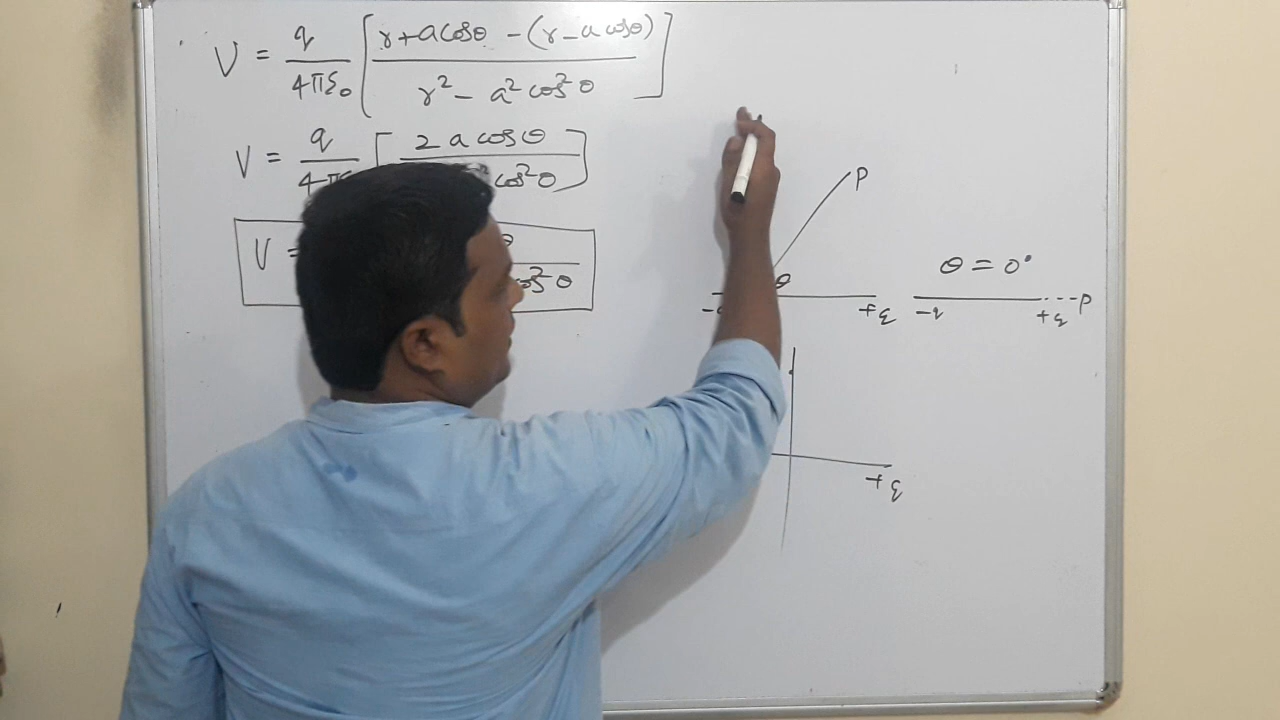 V = q / 4πε₀ [ r + a cosθ - (r - a cosθ) / r² - a² cos²θ ]
V = q / 4π [ 2 a cosθ / cos²θ ]
V = cos²θ
P
θ
+q
θ = 0°
-q +q P
+q